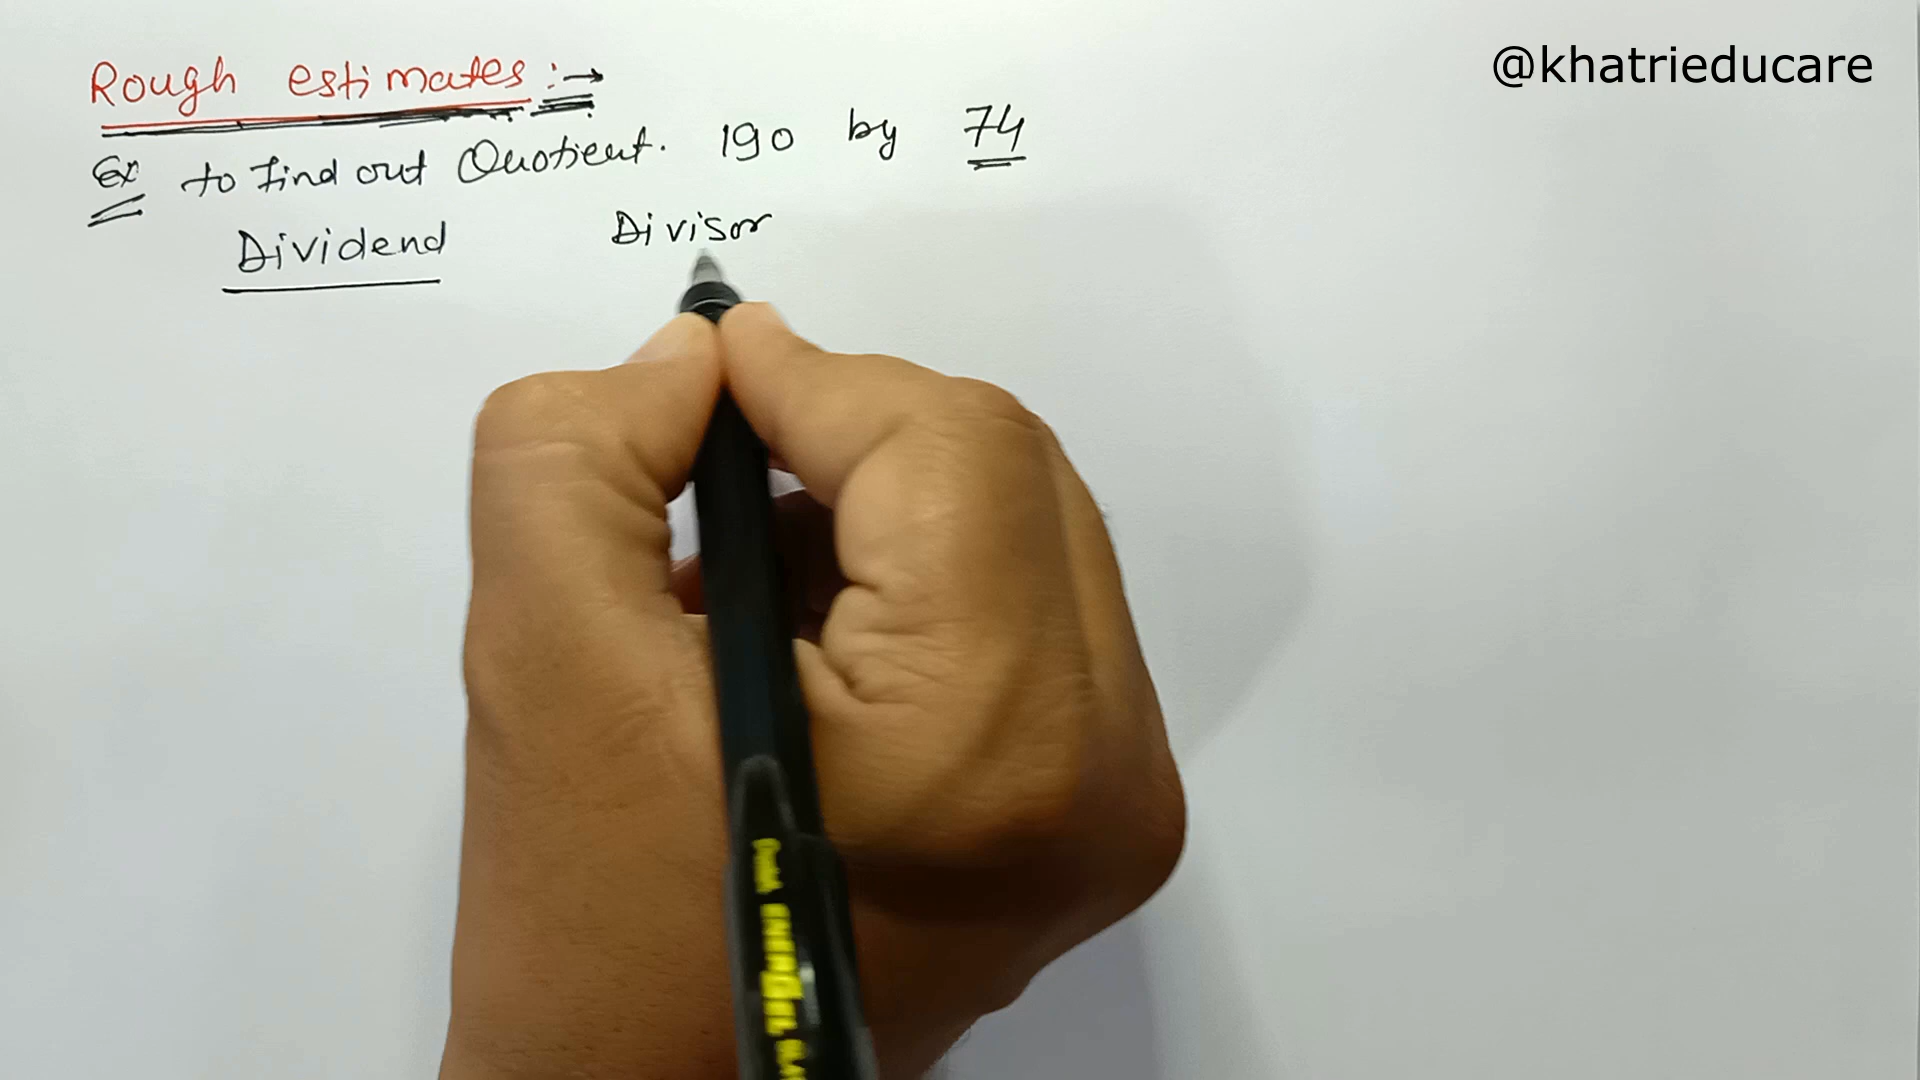 @khatrieducare
Rough estimates :→
Ex to find out Quotient. 190 by 74
Dividend Divisor